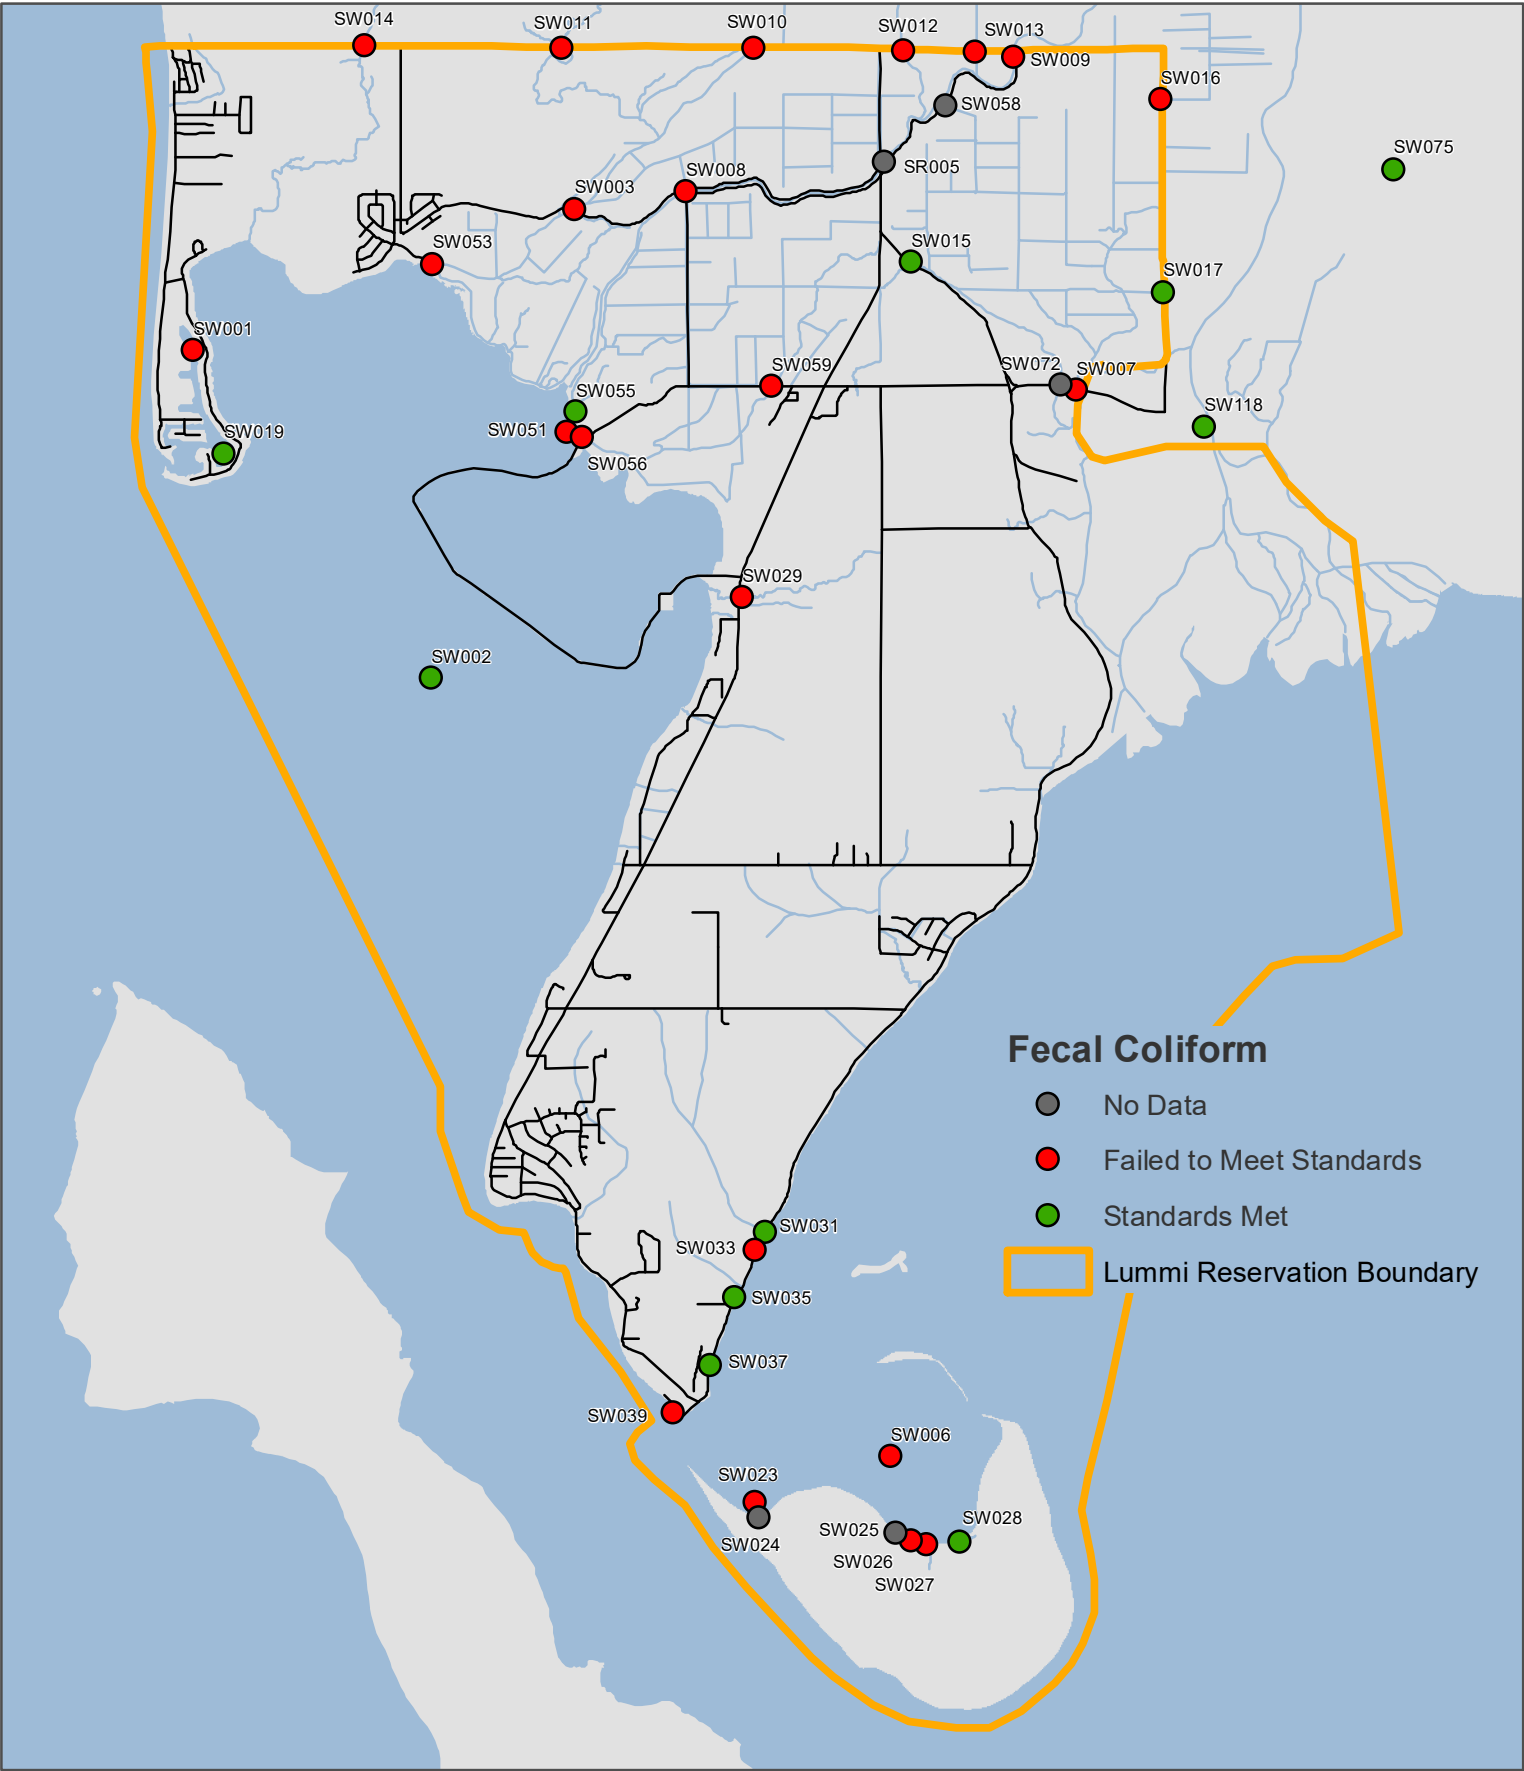 SW014
SW011
SW010
SW012
SW013
SW009
SW016
SW058
SW075
SR005
SW008
SW003
SW053
SW015
SW017
SW001
SW059
SW072
SW007
SW055
SW118
SW051
SW019
SW056
SW029
SW002
Fecal Coliform
No Data
Failed to Meet Standards
Standards Met
Lummi Reservation Boundary
SW031
SW033
SW035
SW037
SW039
SW006
SW023
SW028
SW025
SW024
SW026
SW027